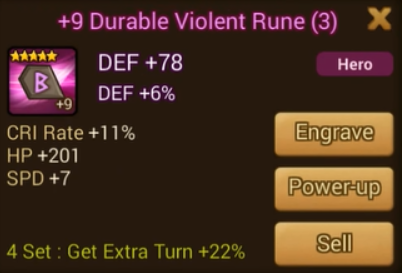 +9 Durable Violent Rune (3)
DEF +78
Hero
DEF +6%
+9
CRI Rate +11%
HP +201
SPD +7
Engrave
Power-up
Sell
4 Set : Get Extra Turn +22%